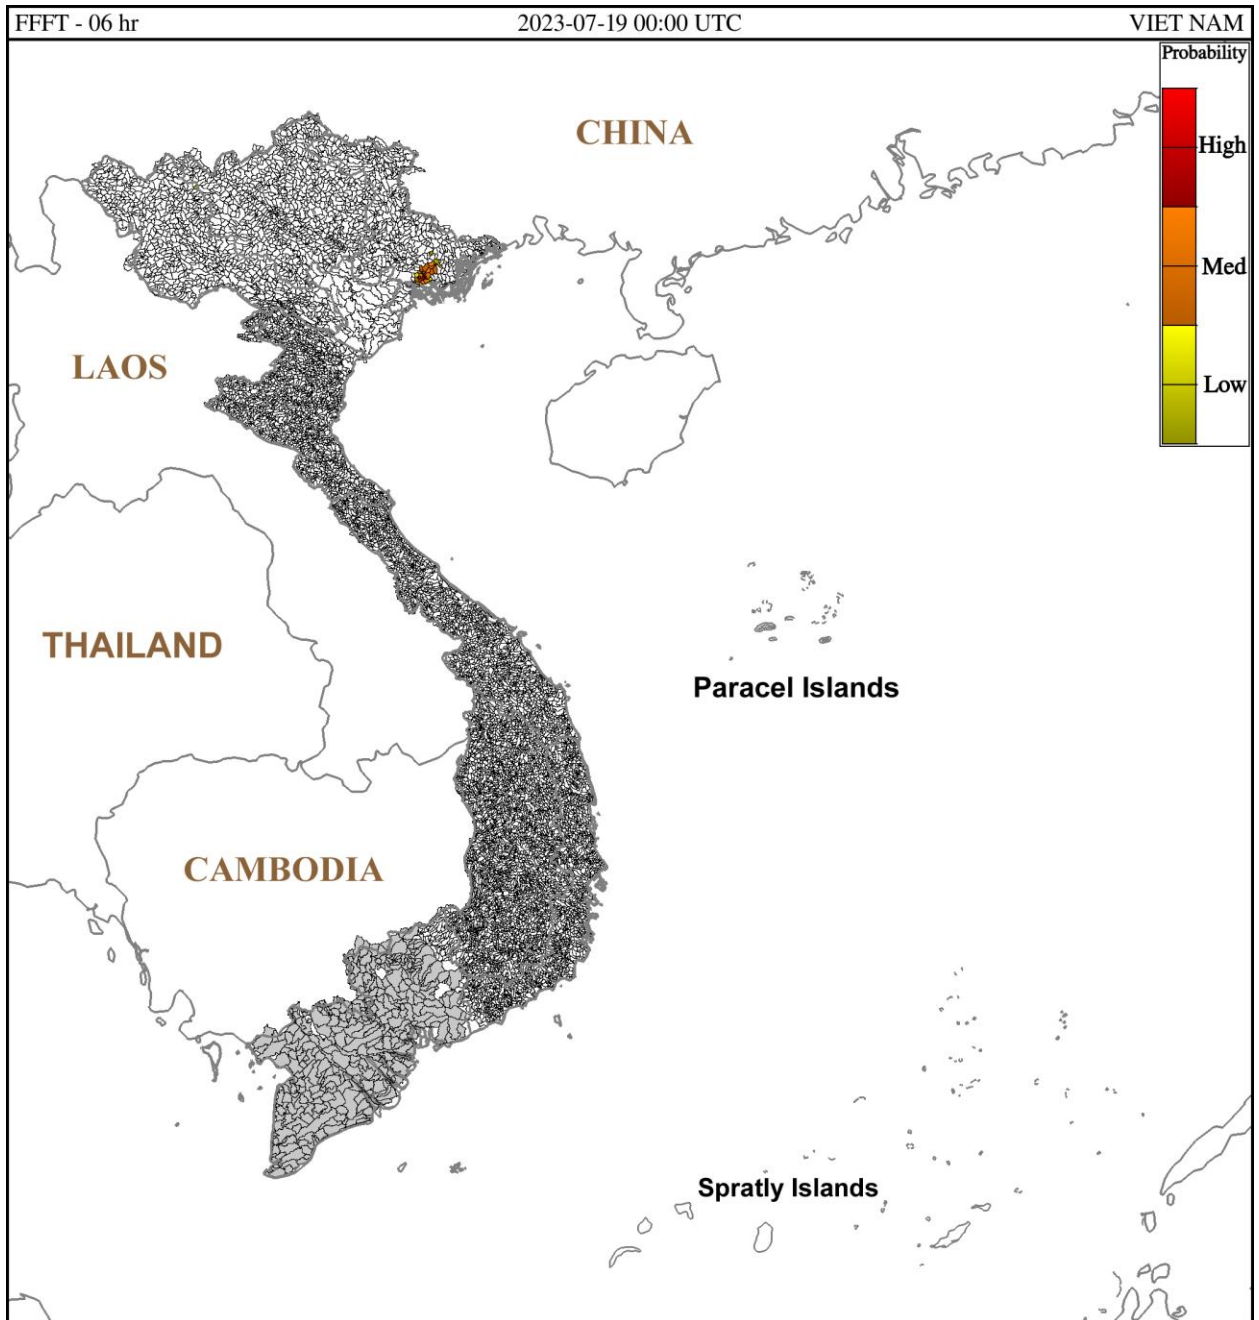 FFFT - 06 hr 2023-07-19 00:00 UTC VIET NAM
Probability
CHINA
High
Med
LAOS
Low
THAILAND
Paracel Islands
CAMBODIA
Spratly Islands